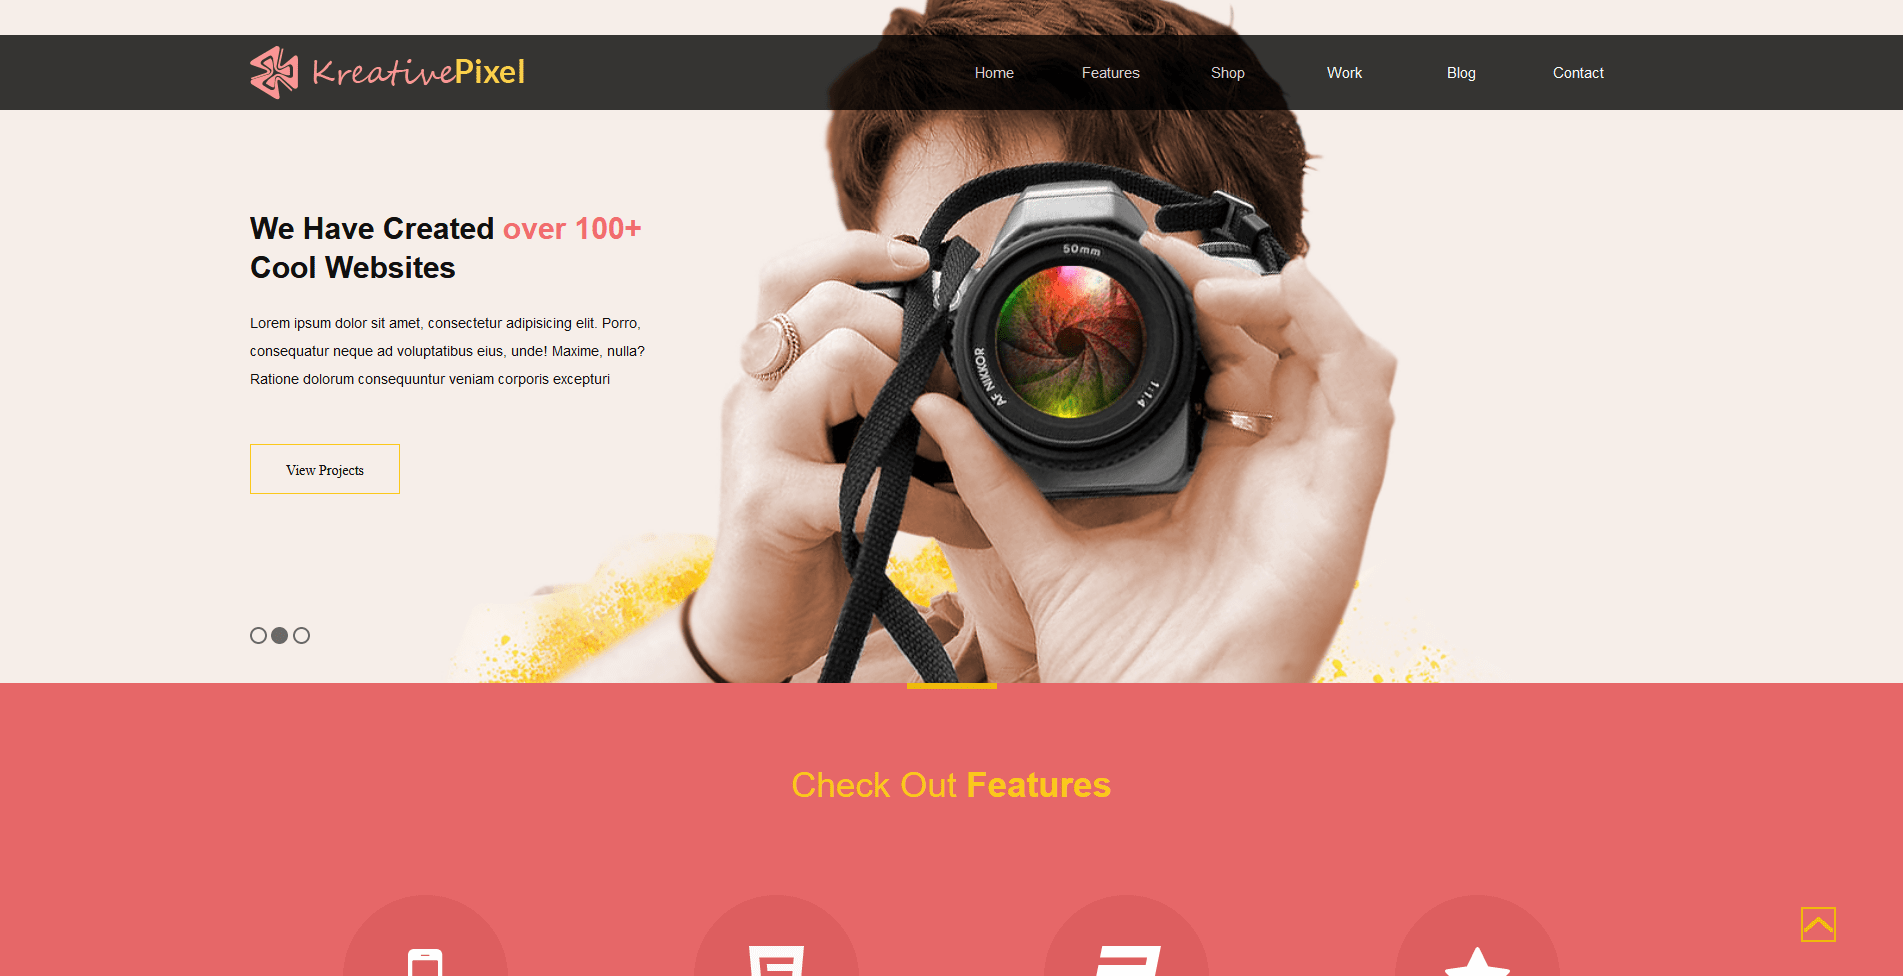 KreativePixel
Home Features Shop Work Blog Contact
We Have Created over 100+
Cool Websites
Lorem ipsum dolor sit amet, consectetur adipisicing elit. Porro,
consequatur neque ad voluptatibus eius, unde! Maxime, nulla?
Ratione dolorum consequuntur veniam corporis excepturi
View Projects
50mm
AF NIKKOR
1:1.4
Check Out Features